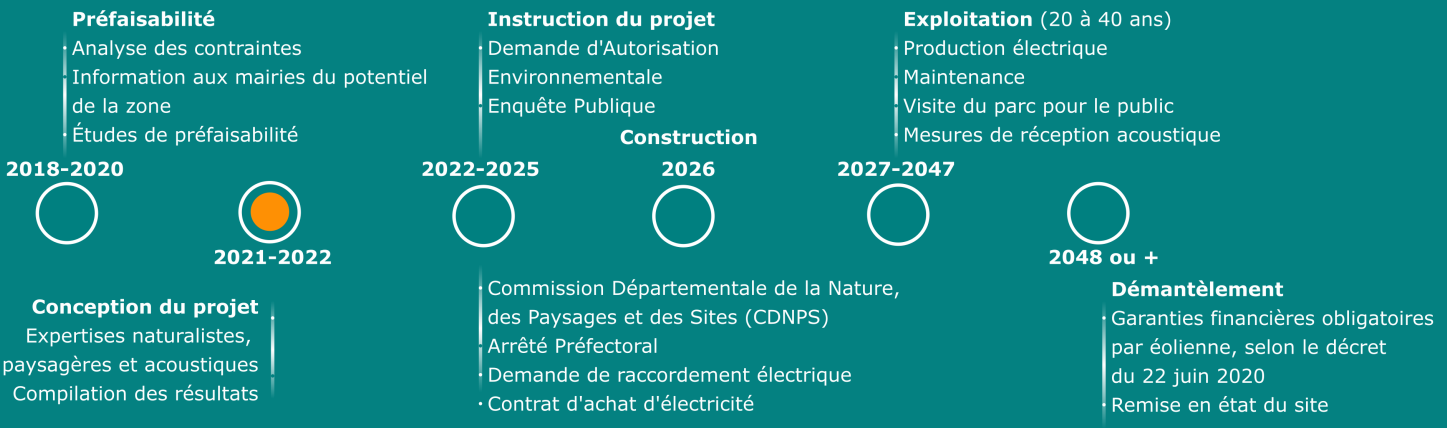 Préfaisabilité
Analyse des contraintes
Information aux mairies du potentiel
de la zone
Études de préfaisabilité
2018-2020
2021-2022
Conception du projet
Expertises naturalistes,
paysagères et acoustiques
Compilation des résultats
Instruction du projet
Demande d'Autorisation
Environnementale
Enquête Publique
2022-2025
Commission Départementale de la Nature,
des Paysages et des Sites (CDNPS)
Arrêté Préfectoral
Demande de raccordement électrique
Contrat d'achat d'électricité
Construction
2026
Exploitation (20 à 40 ans)
Production électrique
Maintenance
Visite du parc pour le public
Mesures de réception acoustique
2027-2047
2048 ou +
Démantèlement
Garanties financières obligatoires
par éolienne, selon le décret
du 22 juin 2020
Remise en état du site